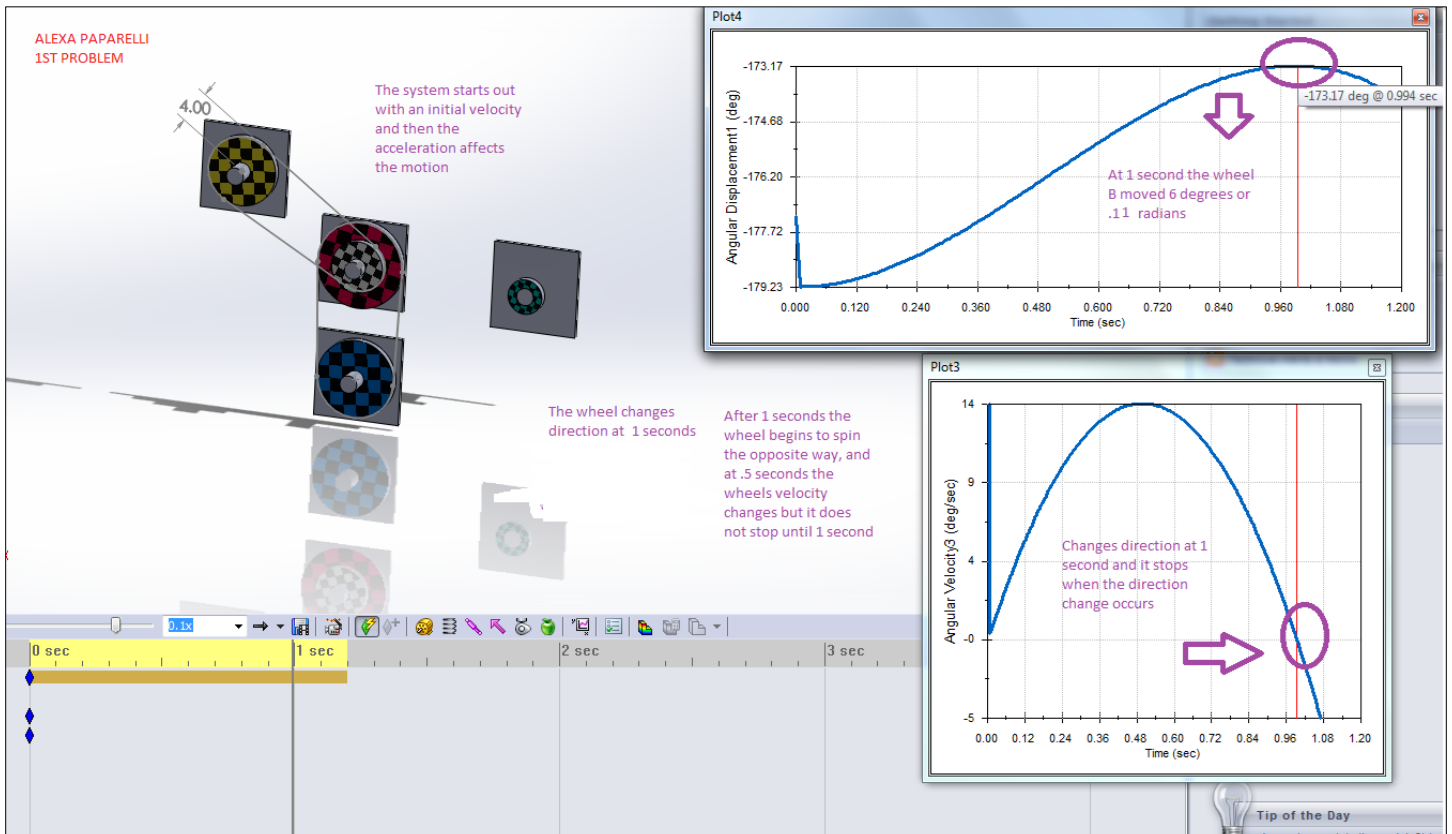 ALEXA PAPARELLI
1ST PROBLEM
The system starts out
with an initial velocity
and then the
acceleration affects
the motion
4.00
The wheel changes
direction at 1 seconds
After 1 seconds the
wheel begins to spin
the opposite way, and
at .5 seconds the
wheels velocity
changes but it does
not stop until 1 second
Plot4
Angular Displacement1 (deg)
-173.17
-174.68
-176.20
-177.72
-179.23
0.000 0.120 0.240 0.360 0.480 0.600 0.720 0.840 0.960 1.080 1.200
Time (sec)
-173.17 deg @ 0.994 sec
At 1 second the wheel
B moved 6 degrees or
.11 radians
Plot3
Angular Velocity3 (deg/sec)
14
9
4
-0
-5
0.00 0.12 0.24 0.36 0.48 0.60 0.72 0.84 0.96 1.08 1.20
Time (sec)
Changes direction at 1
second and it stops
when the direction
change occurs
0.1x
0 sec 1 sec 2 sec 3 sec
Tip of the Day